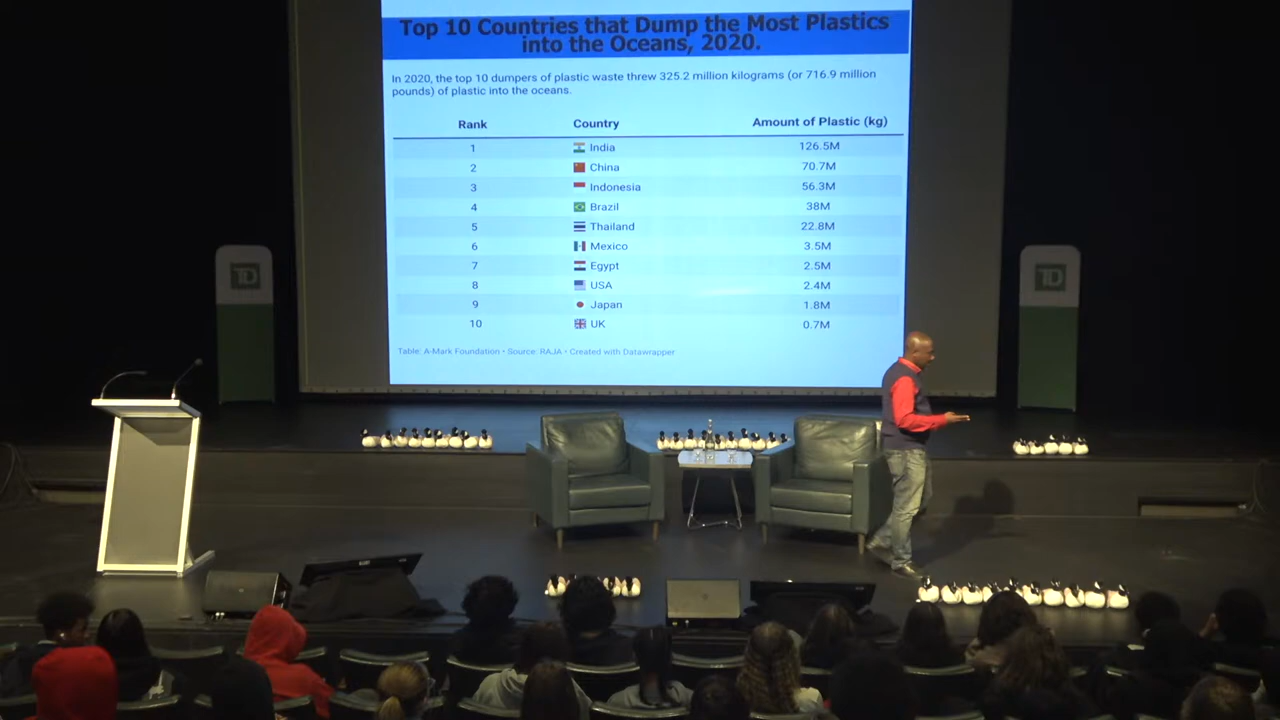 Top 10 Countries that Dump the Most Plastics
into the Oceans, 2020.
In 2020, the top 10 dumpers of plastic waste threw 325.2 million kilograms (or 716.9 million
pounds) of plastic into the oceans.
Rank Country Amount of Plastic (kg)
1 India 126.5M
2 China 70.7M
3 Indonesia 56.3M
4 Brazil 38M
5 Thailand 22.8M
6 Mexico 3.5M
7 Egypt 2.5M
8 USA 2.4M
9 Japan 1.8M
10 UK 0.7M
Table: A-Mark Foundation • Source: RAJA • Created with Datawrapper
TD
TD